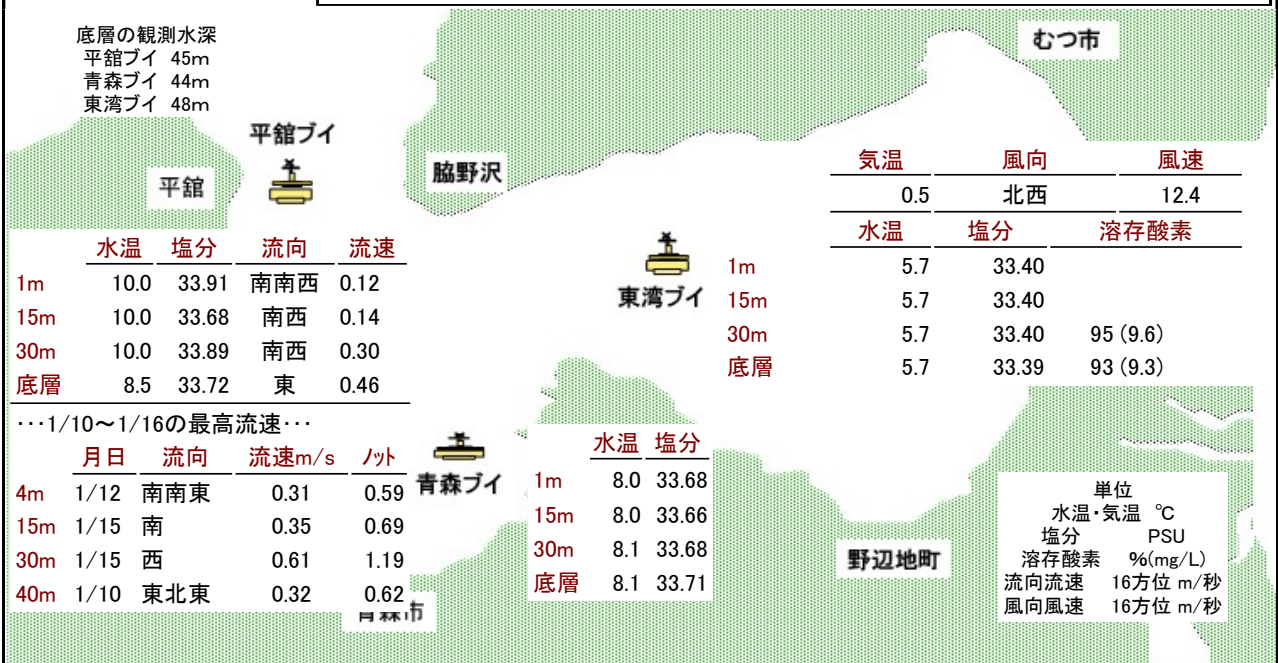 底層の観測水深
平舘ブイ 45m
青森ブイ 44m
東湾ブイ 48m
むつ市
平舘ブイ
平舘
脇野沢
気温 風向 風速
0.5 北西 12.4
水温 塩分 溶存酸素
1m 5.7 33.40
15m 5.7 33.40
30m 5.7 33.40 95 (9.6)
底層 5.7 33.39 93 (9.3)
東湾ブイ
水温 塩分 流向 流速
1m 10.0 33.91 南南西 0.12
15m 10.0 33.68 南西 0.14
30m 10.0 33.89 南西 0.30
底層 8.5 33.72 東 0.46
･･･1/10～1/16の最高流速･･･
月日 流向 流速m/s ノット
4m 1/12 南南東 0.31 0.59
15m 1/15 南 0.35 0.69
30m 1/15 西 0.61 1.19
40m 1/10 東北東 0.32 0.62
青森ブイ
水温 塩分
1m 8.0 33.68
15m 8.0 33.66
30m 8.1 33.68
底層 8.1 33.71
青森市
野辺地町
単位
水温･気温 ℃
塩分 PSU
溶存酸素 %(mg/L)
流向流速 16方位 m/秒
風向風速 16方位 m/秒